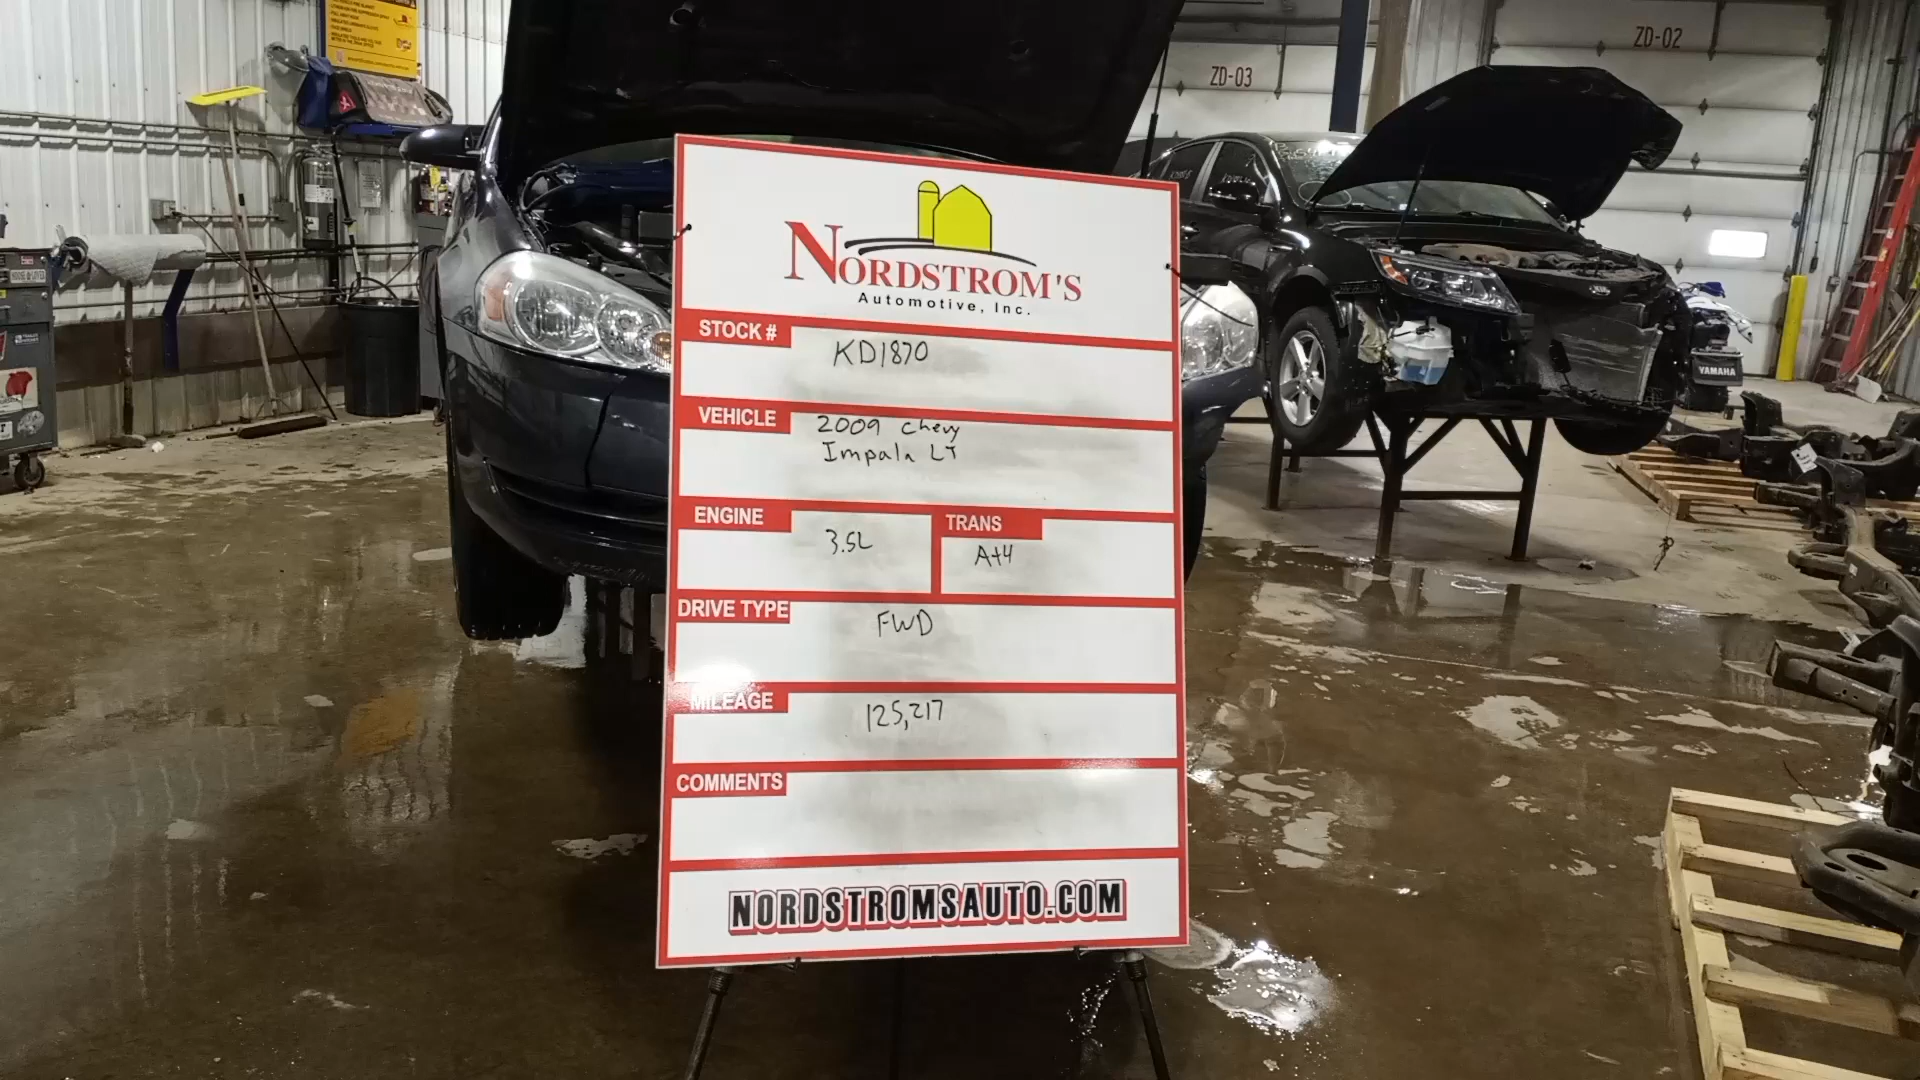 ZD-03
ZD-02
NORDSTROM'S
Automotive, Inc.
STOCK #
KD1870
VEHICLE
2009 Chevy
Impala LT
ENGINE
3.5L
TRANS
At4
DRIVE TYPE
FWD
MILEAGE
125,217
COMMENTS
NORDSTROMSAUTO.COM
YAMAHA